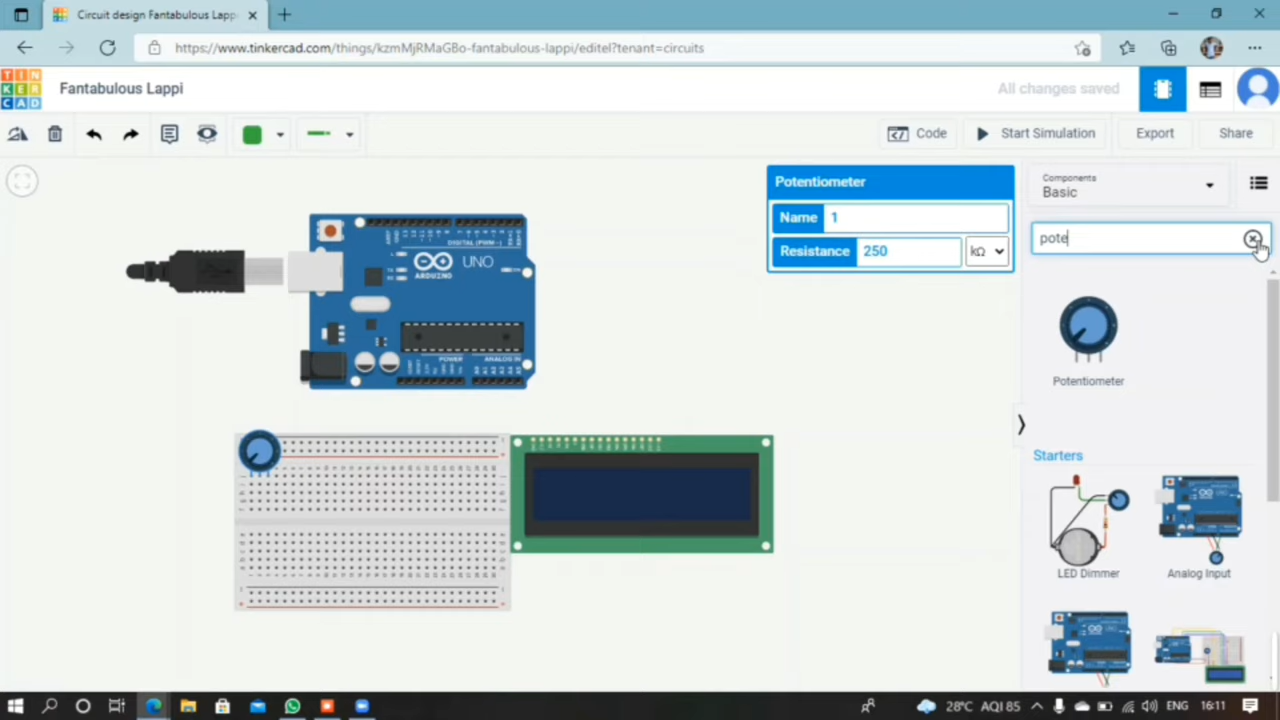 Circuit design Fantabulous Lapp
https://www.tinkercad.com/things/kzmMjRMaGBo-fantabulous-lappi/editel?tenant=circuits
TIN
KER
CAD
Fantabulous Lappi
All changes saved
Code
Start Simulation
Export
Share
Potentiometer
Name 1
Resistance 250 kΩ
Components
Basic
pote
Potentiometer
Starters
LED Dimmer
Analog Input
DIGITAL (PWM~)
UNO
ARDUINO
POWER
ANALOG IN
28°C AQI 85
ENG
16:11